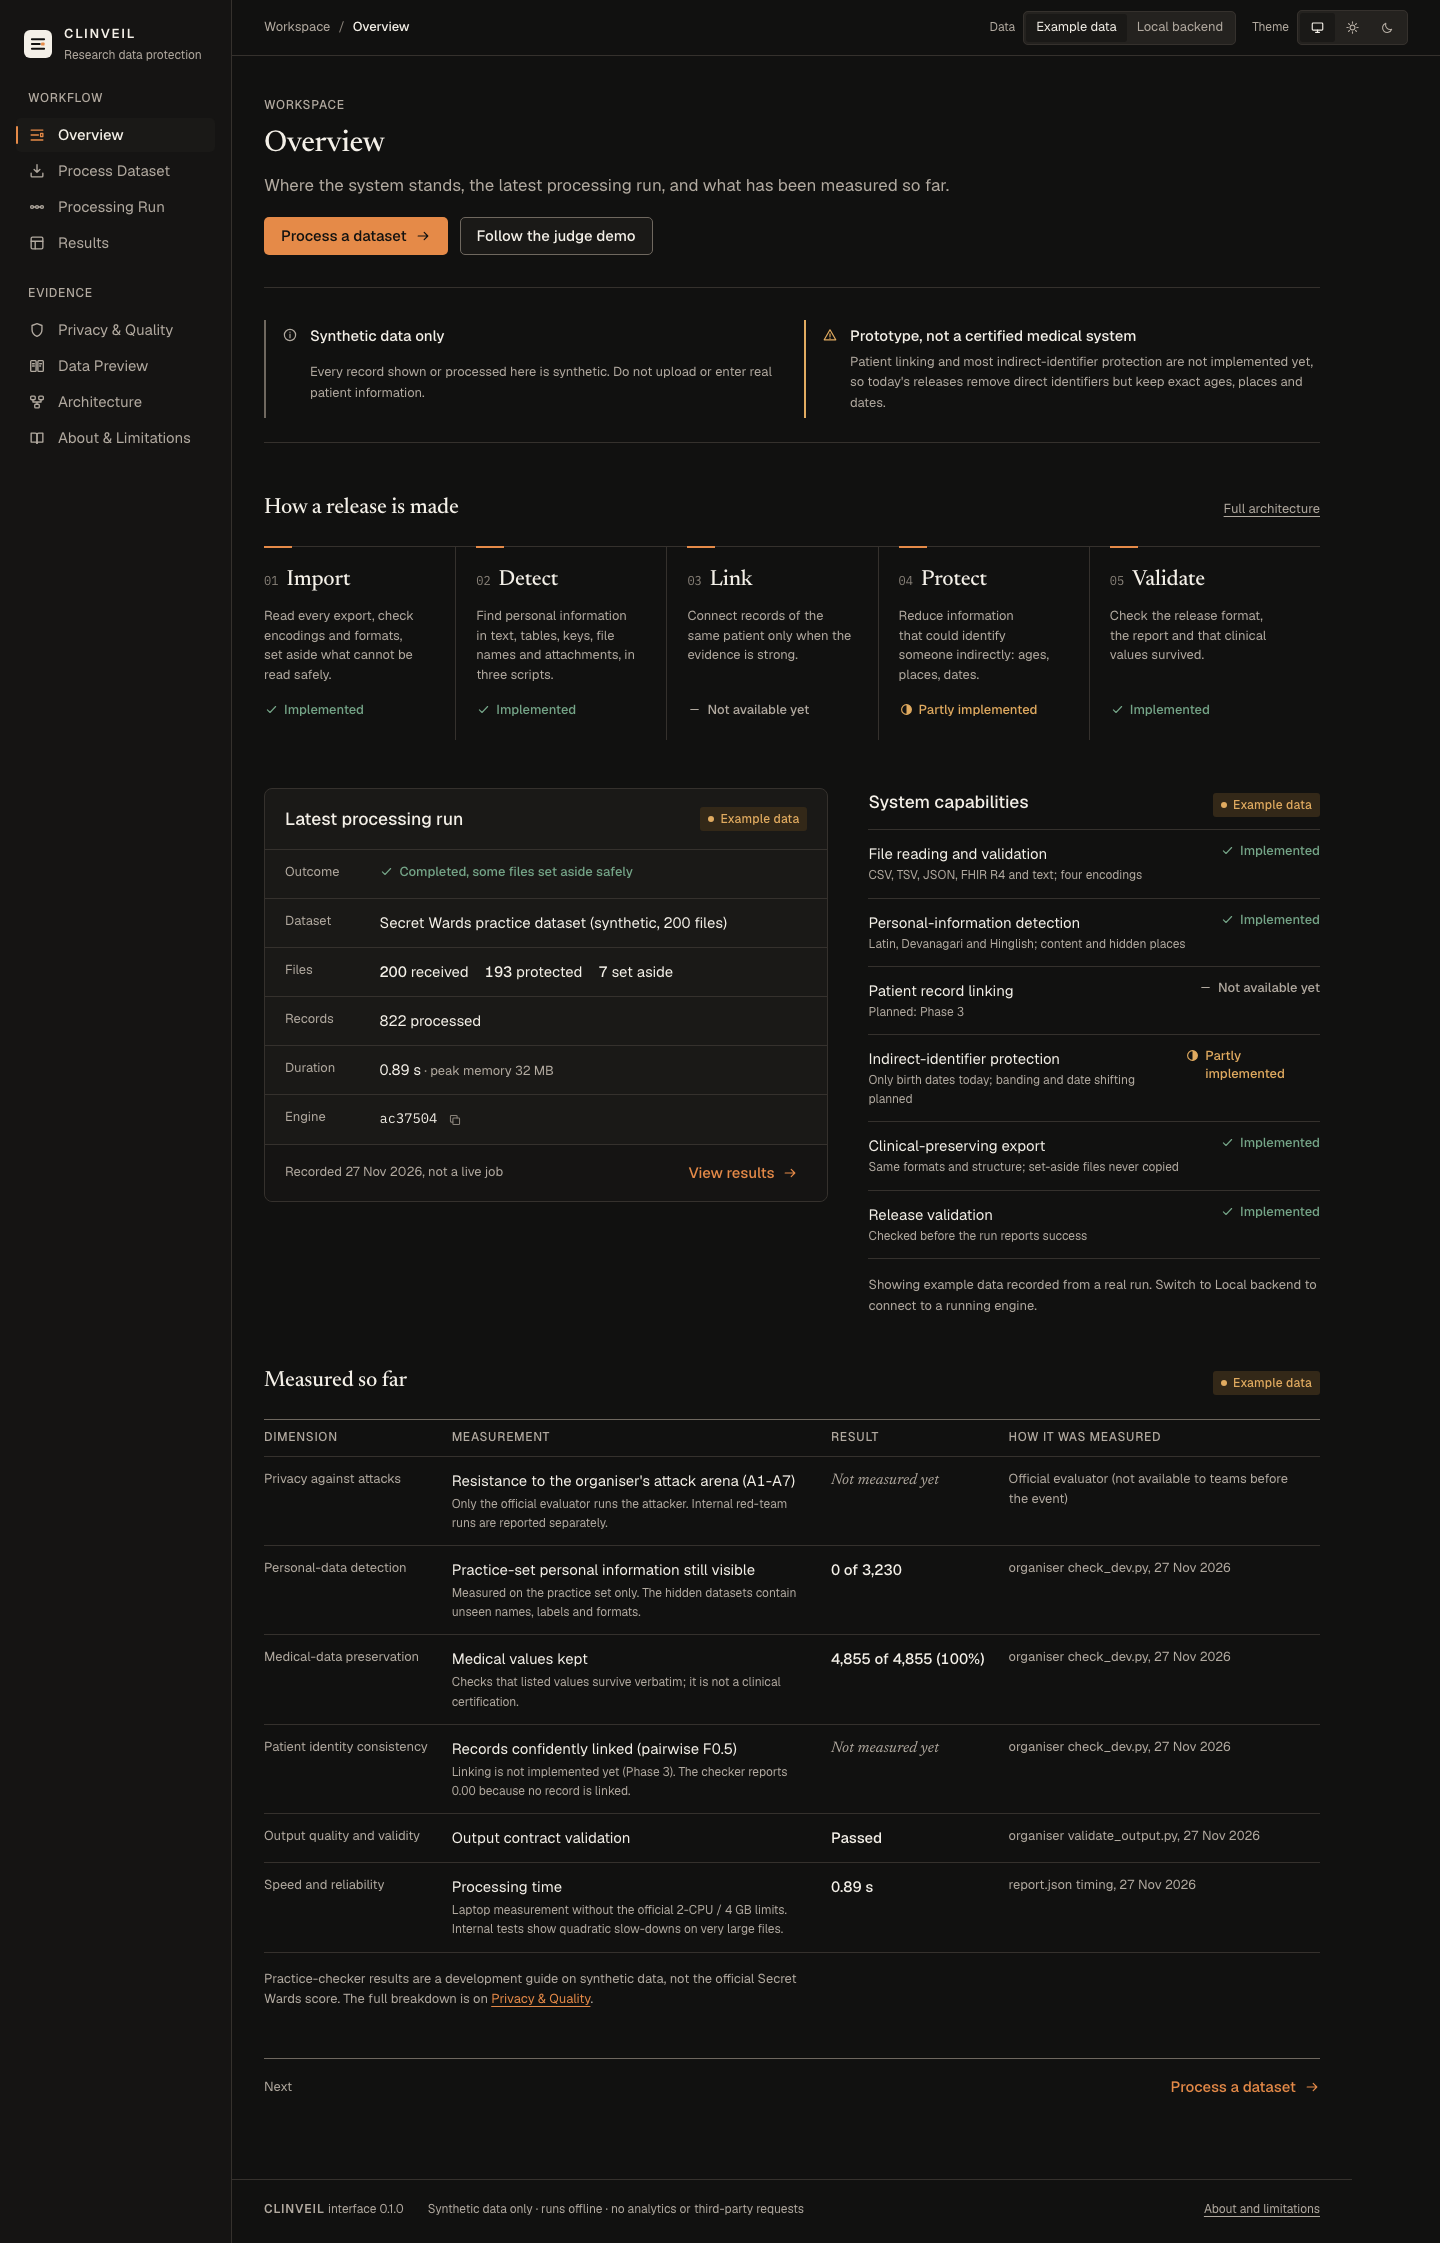 CLINVEIL
Research data protection
WORKFLOW
Overview
Process Dataset
Processing Run
Results
EVIDENCE
Privacy & Quality
Data Preview
Architecture
About & Limitations
Workspace / Overview
Data Example data Local backend Theme
WORKSPACE
Overview
Where the system stands, the latest processing run, and what has been measured so far.
Process a dataset →
Follow the judge demo
Synthetic data only
Every record shown or processed here is synthetic. Do not upload or enter real
patient information.
Prototype, not a certified medical system
Patient linking and most indirect-identifier protection are not implemented yet,
so today's releases remove direct identifiers but keep exact ages, places and
dates.
How a release is made
Full architecture
01 Import
Read every export, check
encodings and formats,
set aside what cannot be
read safely.
Implemented
02 Detect
Find personal information
in text, tables, keys, file
names and attachments, in
three scripts.
Implemented
03 Link
Connect records of the
same patient only when the
evidence is strong.
Not available yet
04 Protect
Reduce information
that could identify
someone indirectly: ages,
places, dates.
Partly implemented
05 Validate
Check the release format,
the report and that clinical
values survived.
Implemented
Latest processing run
Example data
Outcome Completed, some files set aside safely
Dataset Secret Wards practice dataset (synthetic, 200 files)
Files 200 received 193 protected 7 set aside
Records 822 processed
Duration 0.89 s · peak memory 32 MB
Engine ac37504
Recorded 27 Nov 2026, not a live job
View results →
System capabilities
Example data
File reading and validation
CSV, TSV, JSON, FHIR R4 and text; four encodings
Implemented
Personal-information detection
Latin, Devanagari and Hinglish; content and hidden places
Implemented
Patient record linking
Planned: Phase 3
Not available yet
Indirect-identifier protection
Only birth dates today; banding and date shifting
planned
Partly
implemented
Clinical-preserving export
Same formats and structure; set-aside files never copied
Implemented
Release validation
Checked before the run reports success
Implemented
Showing example data recorded from a real run. Switch to Local backend to
connect to a running engine.
Measured so far
Example data
DIMENSION MEASUREMENT RESULT HOW IT WAS MEASURED
Privacy against attacks
Resistance to the organiser's attack arena (A1-A7)
Only the official evaluator runs the attacker. Internal red-team
runs are reported separately.
Not measured yet
Official evaluator (not available to teams before
the event)
Personal-data detection
Practice-set personal information still visible
Measured on the practice set only. The hidden datasets contain
unseen names, labels and formats.
0 of 3,230
organiser check_dev.py, 27 Nov 2026
Medical-data preservation
Medical values kept
Checks that listed values survive verbatim; it is not a clinical
certification.
4,855 of 4,855 (100%)
organiser check_dev.py, 27 Nov 2026
Patient identity consistency
Records confidently linked (pairwise F0.5)
Linking is not implemented yet (Phase 3). The checker reports
0.00 because no record is linked.
Not measured yet
organiser check_dev.py, 27 Nov 2026
Output quality and validity
Output contract validation
Passed
organiser validate_output.py, 27 Nov 2026
Speed and reliability
Processing time
Laptop measurement without the official 2-CPU / 4 GB limits.
Internal tests show quadratic slow-downs on very large files.
0.89 s
report.json timing, 27 Nov 2026
Practice-checker results are a development guide on synthetic data, not the official Secret
Wards score. The full breakdown is on Privacy & Quality.
Next
Process a dataset →
CLINVEIL interface 0.1.0
Synthetic data only · runs offline · no analytics or third-party requests
About and limitations